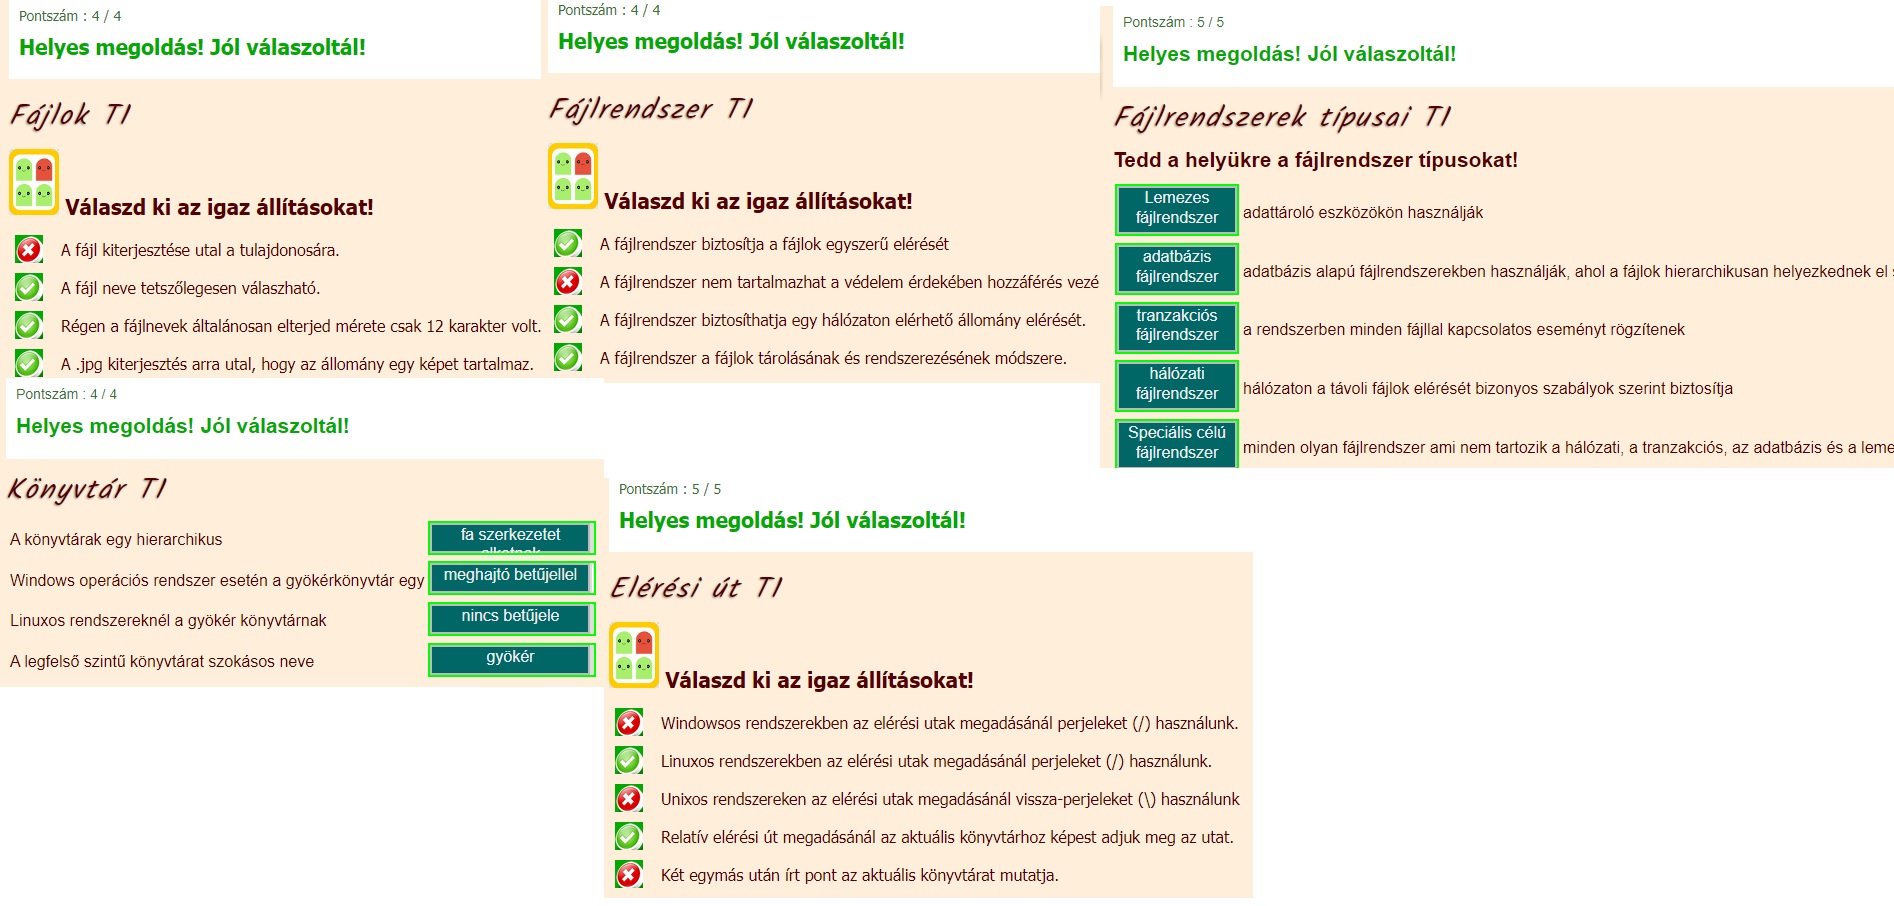 Pontszám : 4 / 4
Helyes megoldás! Jól válaszoltál!
Fájlok TI
Válaszd ki az igaz állításokat!
A fájl kiterjesztése utal a tulajdonosára.
A fájl neve tetszőlegesen válaszható.
Régen a fájlnevek általánosan elterjed mérete csak 12 karakter volt.
A .jpg kiterjesztés arra utal, hogy az állomány egy képet tartalmaz.
Pontszám : 4 / 4
Helyes megoldás! Jól válaszoltál!
Fájlrendszer TI
Válaszd ki az igaz állításokat!
A fájlrendszer biztosítja a fájlok egyszerű elérését
A fájlrendszer nem tartalmazhat a védelem érdekében hozzáférés vezé
A fájlrendszer biztosíthatja egy hálózaton elérhető állomány elérését.
A fájlrendszer a fájlok tárolásának és rendszerezésének módszere.
Pontszám : 5 / 5
Helyes megoldás! Jól válaszoltál!
Fájlrendszerek típusai TI
Tedd a helyükre a fájlrendszer típusokat!
Lemezes
fájlrendszer
adattároló eszközökön használják
adatbázis
fájlrendszer
adatbázis alapú fájlrendszerekben használják, ahol a fájlok hierarchikusan helyezkednek el
tranzakciós
fájlrendszer
a rendszerben minden fájllal kapcsolatos eseményt rögzítenek
hálózati
fájlrendszer
hálózaton a távoli fájlok elérését bizonyos szabályok szerint biztosítja
Speciális célú
fájlrendszer
minden olyan fájlrendszer ami nem tartozik a hálózati, a tranzakciós, az adatbázis és a leme
Pontszám : 4 / 4
Helyes megoldás! Jól válaszoltál!
Könyvtár TI
A könyvtárak egy hierarchikus fa szerkezetet
Windows operációs rendszer esetén a gyökérkönyvtár egy meghajtó betűjellel
Linuxos rendszereknél a gyökér könyvtárnak nincs betűjele
A legfelső szintű könyvtárat szokásos neve gyökér
Pontszám : 5 / 5
Helyes megoldás! Jól válaszoltál!
Elérési út TI
Válaszd ki az igaz állításokat!
Windowsos rendszerekben az elérési utak megadásánál perjeleket (/) használunk.
Linuxos rendszerekben az elérési utak megadásánál perjeleket (/) használunk.
Unixos rendszereken az elérési utak megadásánál vissza-perjeleket (\) használunk
Relatív elérési út megadásánál az aktuális könyvtárhoz képest adjuk meg az utat.
Két egymás után írt pont az aktuális könyvtárat mutatja.